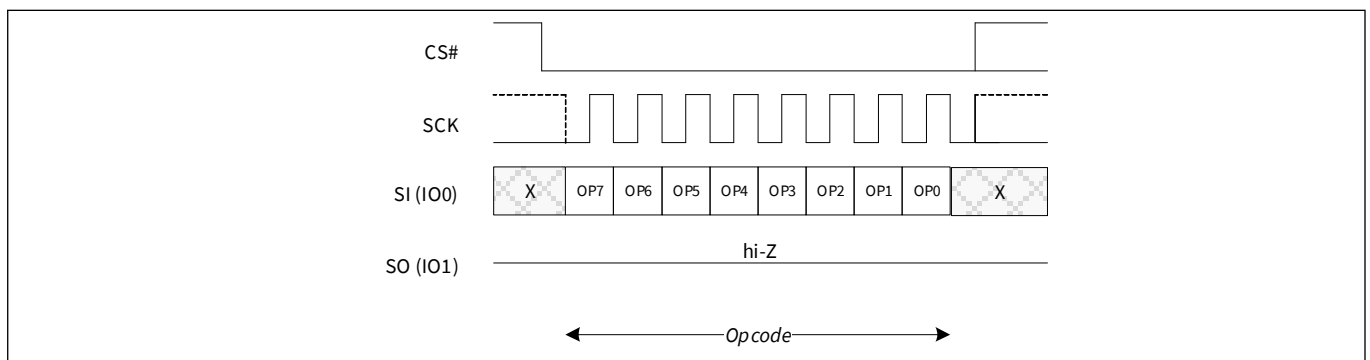 CS#
SCK
SI (IO0) X OP7 OP6 OP5 OP4 OP3 OP2 OP1 OP0 X
hi-Z
SO (IO1)
Opcode